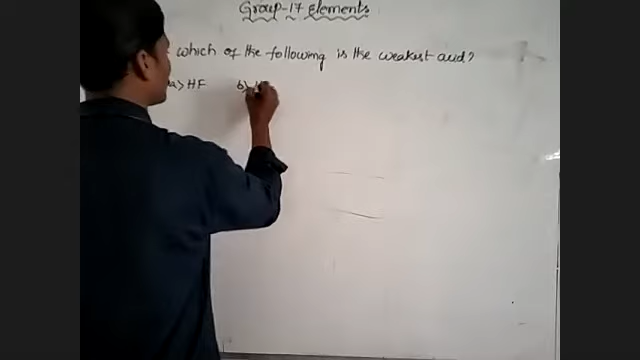 Group-17 Elements
which of the following is the weakest acid?
a> HF b> H